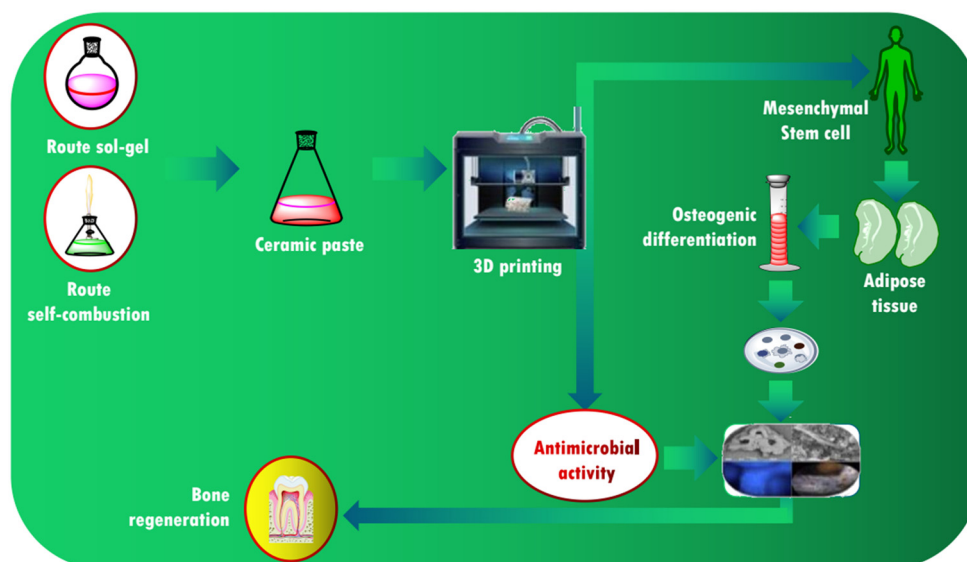 Route sol-gel
Route
self-combustion
Ceramic paste
3D printing
Mesenchymal
Stem cell
Osteogenic
differentiation
Adipose
tissue
Antimicrobial
activity
Bone
regeneration